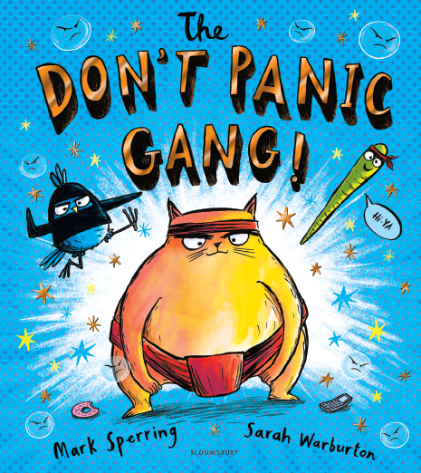 The
DON'T PANIC
GANG!
Hi-YA
Mark Sperring
BLOOMSBURY
Sarah Warburton